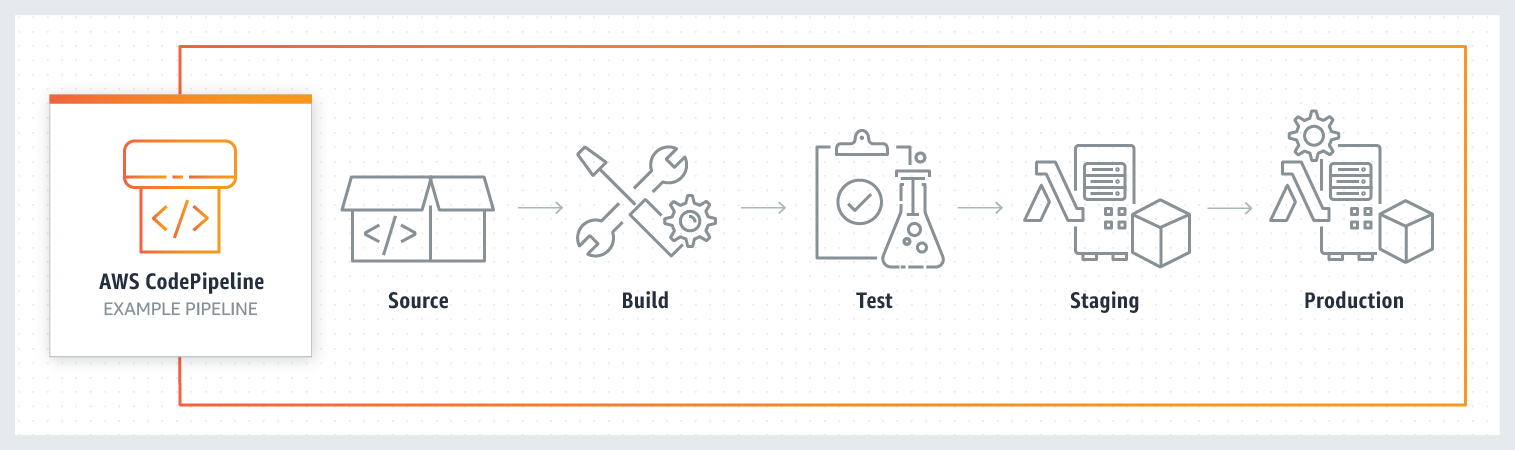 AWS CodePipeline
EXAMPLE PIPELINE
Source
Build
Test
Staging
Production